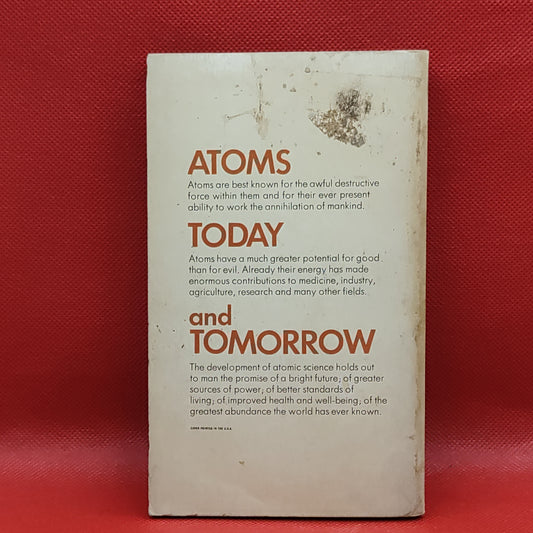 ATOMS
Atoms are best known for the awful destructive
force within them and for their ever present
ability to work the annihilation of mankind.
TODAY
Atoms have a much greater potential for good
than for evil. Already their energy has made
enormous contributions to medicine, industry,
agriculture, research and many other fields.
and
TOMORROW
The development of atomic science holds out
to man the promise of a bright future; of greater
sources of power; of better standards of
living; of improved health and well-being; of the
greatest abundance the world has ever known.
COVER PRINTED IN THE U.S.A.